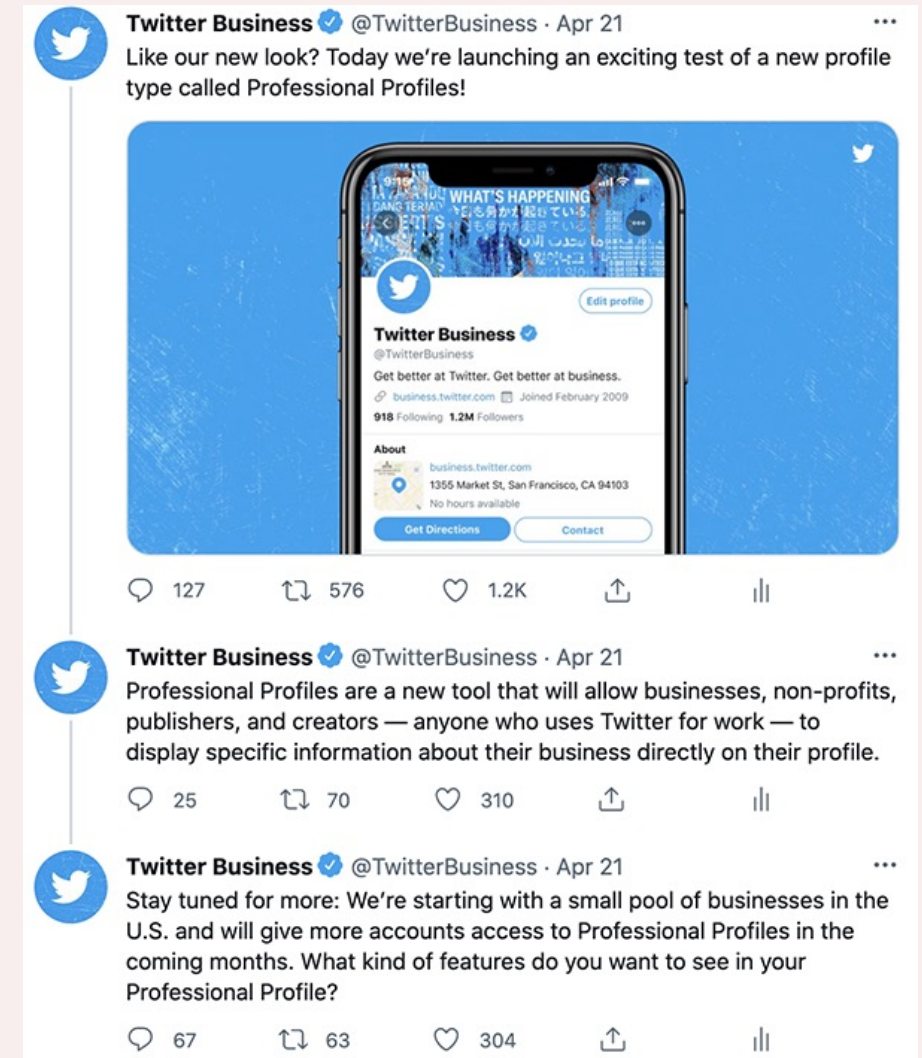 Twitter Business @TwitterBusiness · Apr 21
Like our new look? Today we’re launching an exciting test of a new profile
type called Professional Profiles!
WHAT'S HAPPENING
Edit profile
Twitter Business
@TwitterBusiness
Get better at Twitter. Get better at business.
business.twitter.com Joined February 2009
918 Following 1.2M Followers
About
business.twitter.com
1355 Market St, San Francisco, CA 94103
No hours available
Get Directions Contact
127 576 1.2K
Twitter Business @TwitterBusiness · Apr 21
Professional Profiles are a new tool that will allow businesses, non-profits,
publishers, and creators — anyone who uses Twitter for work — to
display specific information about their business directly on their profile.
25 70 310
Twitter Business @TwitterBusiness · Apr 21
Stay tuned for more: We’re starting with a small pool of businesses in the
U.S. and will give more accounts access to Professional Profiles in the
coming months. What kind of features do you want to see in your
Professional Profile?
67 63 304